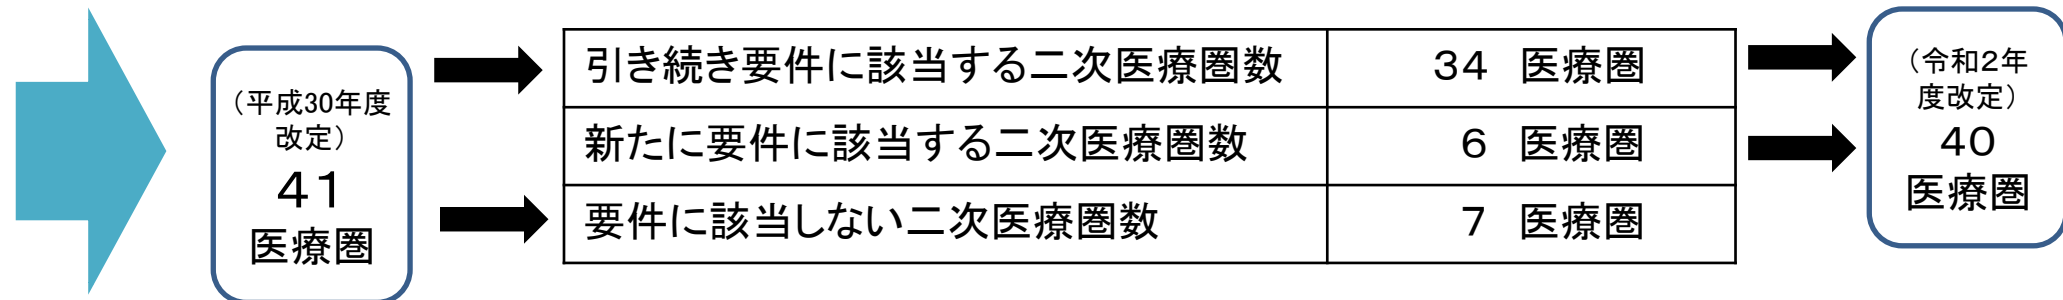 （平成30年度
改定）
４１
医療圏
引き続き要件に該当する二次医療圏数
３４　医療圏
新たに要件に該当する二次医療圏数
６　医療圏
要件に該当しない二次医療圏数
７　医療圏
（令和２年
度改定）
４０
医療圏